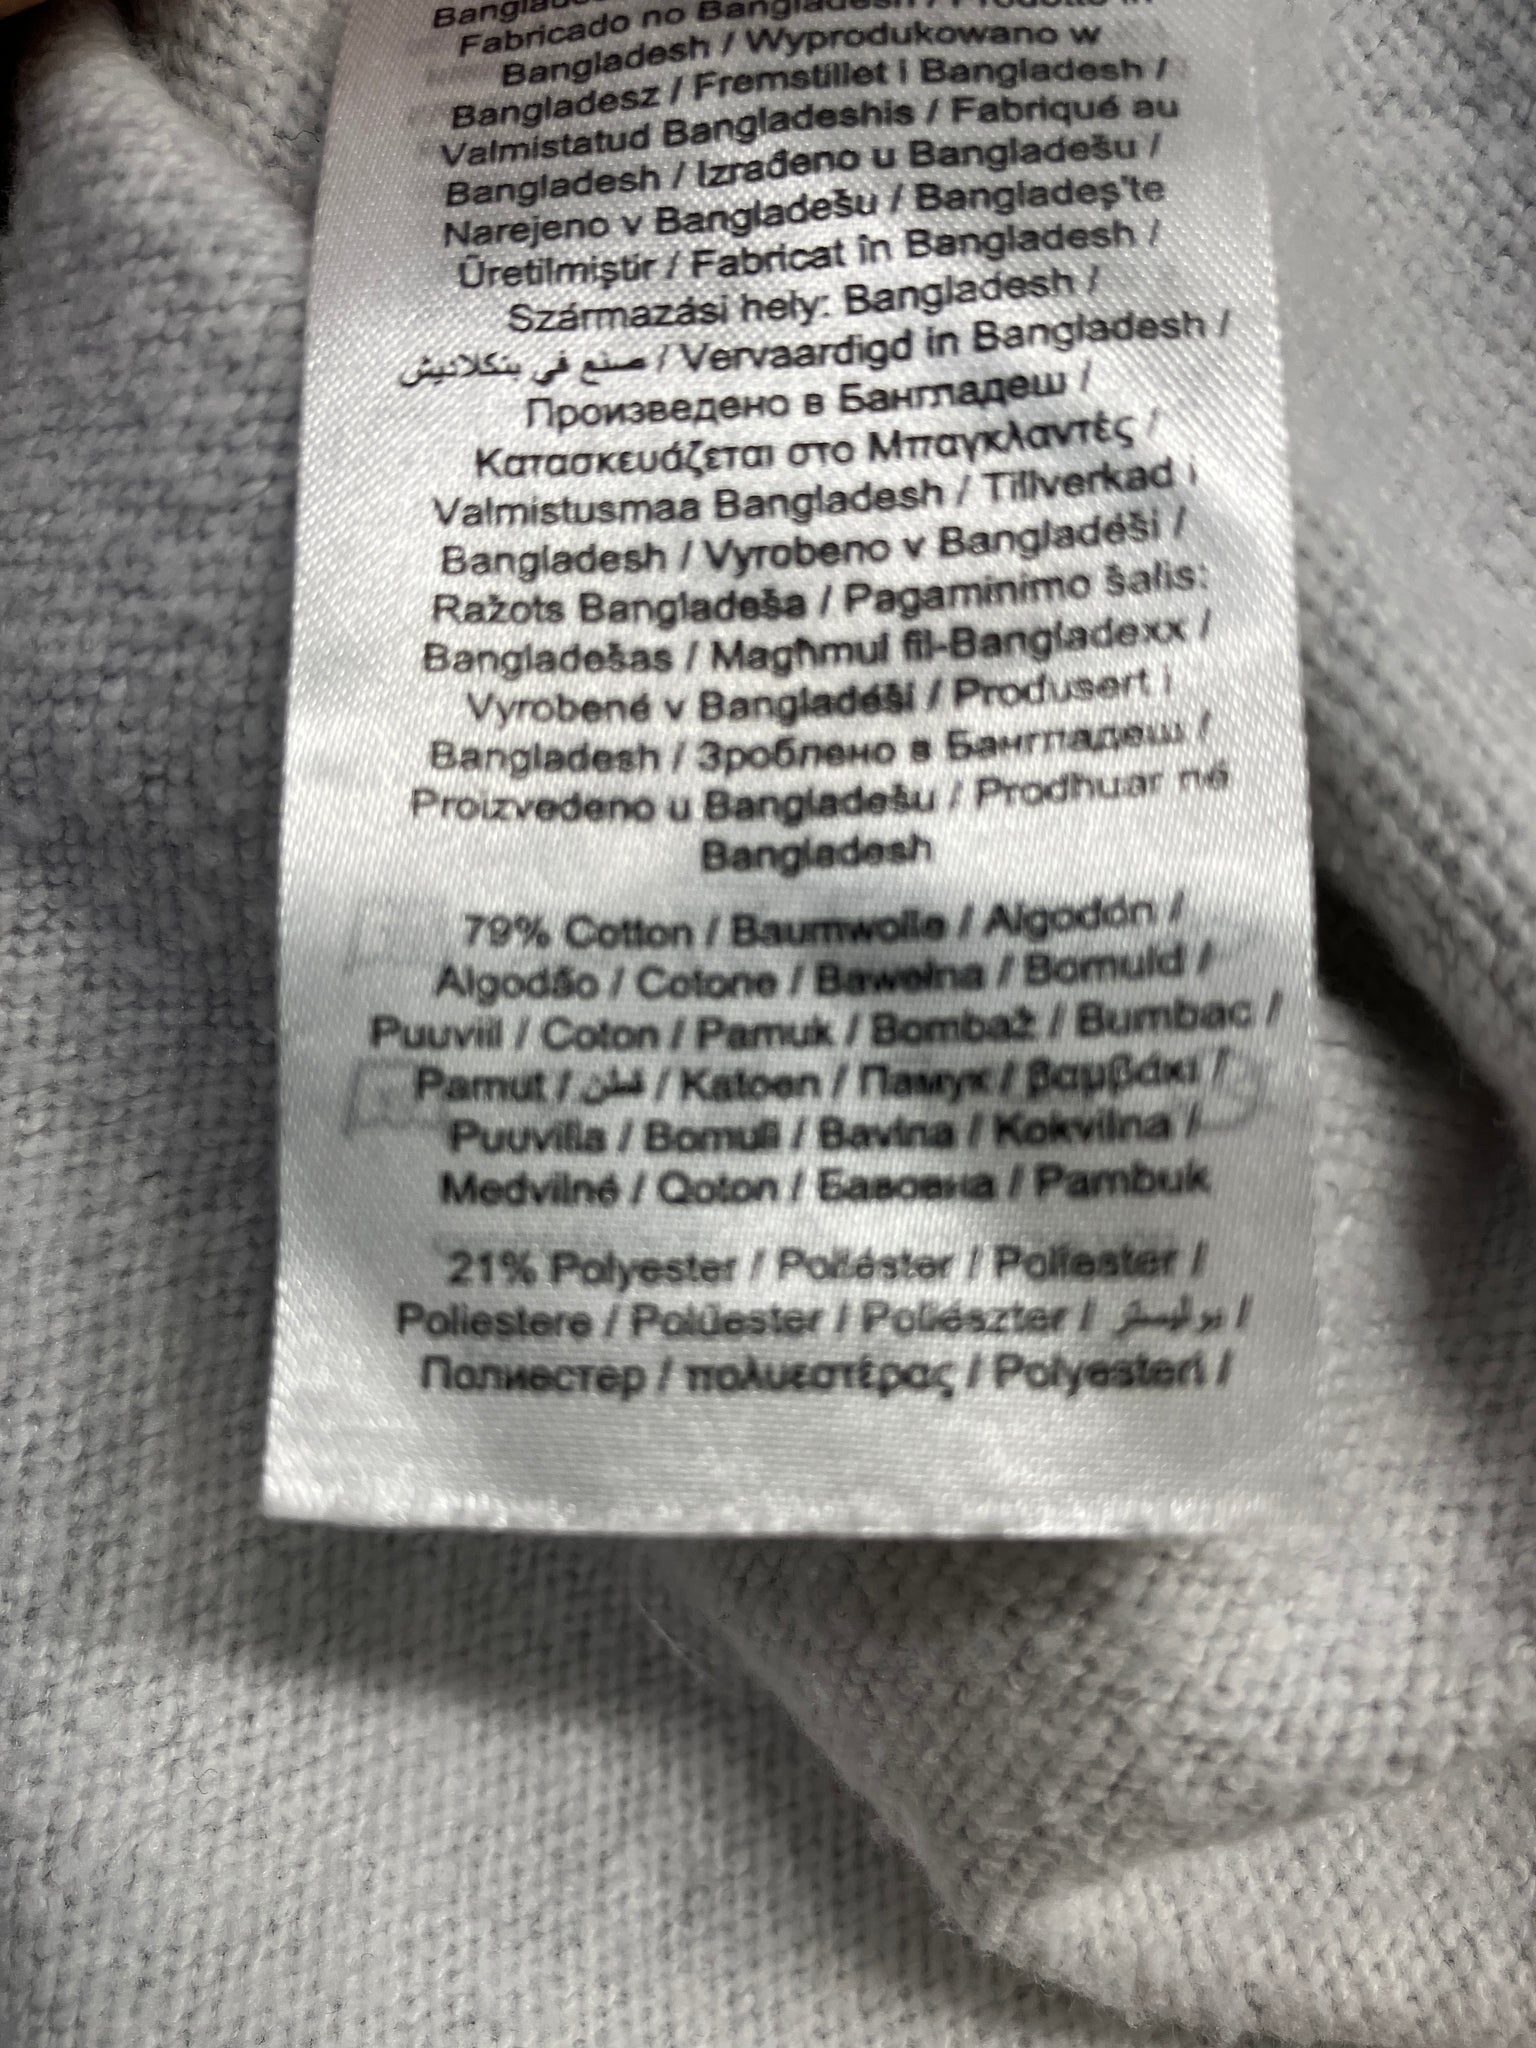 Fabricado no Bangladesh /
Bangladesh / Wyprodukowano w
Bangladesz / Fremstillet i Bangladesh /
Valmistatud Bangladeshis / Fabriqué au
Bangladesh / Izrađeno u Bangladešu /
Narejeno v Bangladešu / Bangladeş'te
Üretilmiştir / Fabricat în Bangladesh /
Származási hely: Bangladesh /
صنع في بنكلاديش / Vervaardigd in Bangladesh /
Произведено в Бангладеш /
Κατασκευάζεται στο Μπαγκλαντές /
Valmistusmaa Bangladesh / Tillverkad i
Bangladesh / Vyrobeno v Bangladéši /
Ražots Bangladeša / Pagaminimo šalis:
Bangladešas / Magħmul fil-Bangladexx /
Vyrobené v Bangladéši / Produsert i
Bangladesh / Зроблено в Бангладеш /
Proizvedeno u Bangladešu / Prodhuar në
Bangladesh
79% Cotton / Baumwolle / Algodón /
Algodão / Cotone / Bawełna / Bomuld /
Puuvill / Coton / Pamuk / Bombaž / Bumbac /
Pamut / قطن / Katoen / Памук / βαμβάκι /
Puuvilla / Bomull / Bavlna / Kokvilna /
Medvilnė / Qoton / Бавовна / Pambuk
21% Polyester / Poliéster / Poliester /
Poliestere / Polüester / Poliészter / بوليستر /
Полиестер / πολυεστέρας / Polyesteri /